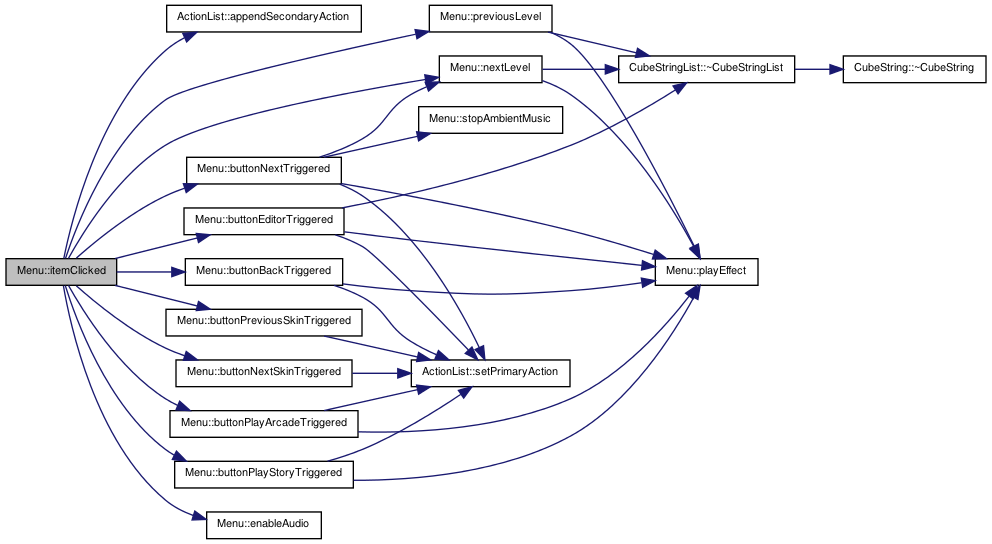 ActionList::appendSecondaryAction
Menu::previousLevel
Menu::nextLevel
CubeStringList::~CubeStringList
CubeString::~CubeString
Menu::stopAmbientMusic
Menu::buttonNextTriggered
Menu::buttonEditorTriggered
Menu::itemClicked
Menu::buttonBackTriggered
Menu::playEffect
Menu::buttonPreviousSkinTriggered
Menu::buttonNextSkinTriggered
ActionList::setPrimaryAction
Menu::buttonPlayArcadeTriggered
Menu::buttonPlayStoryTriggered
Menu::enableAudio